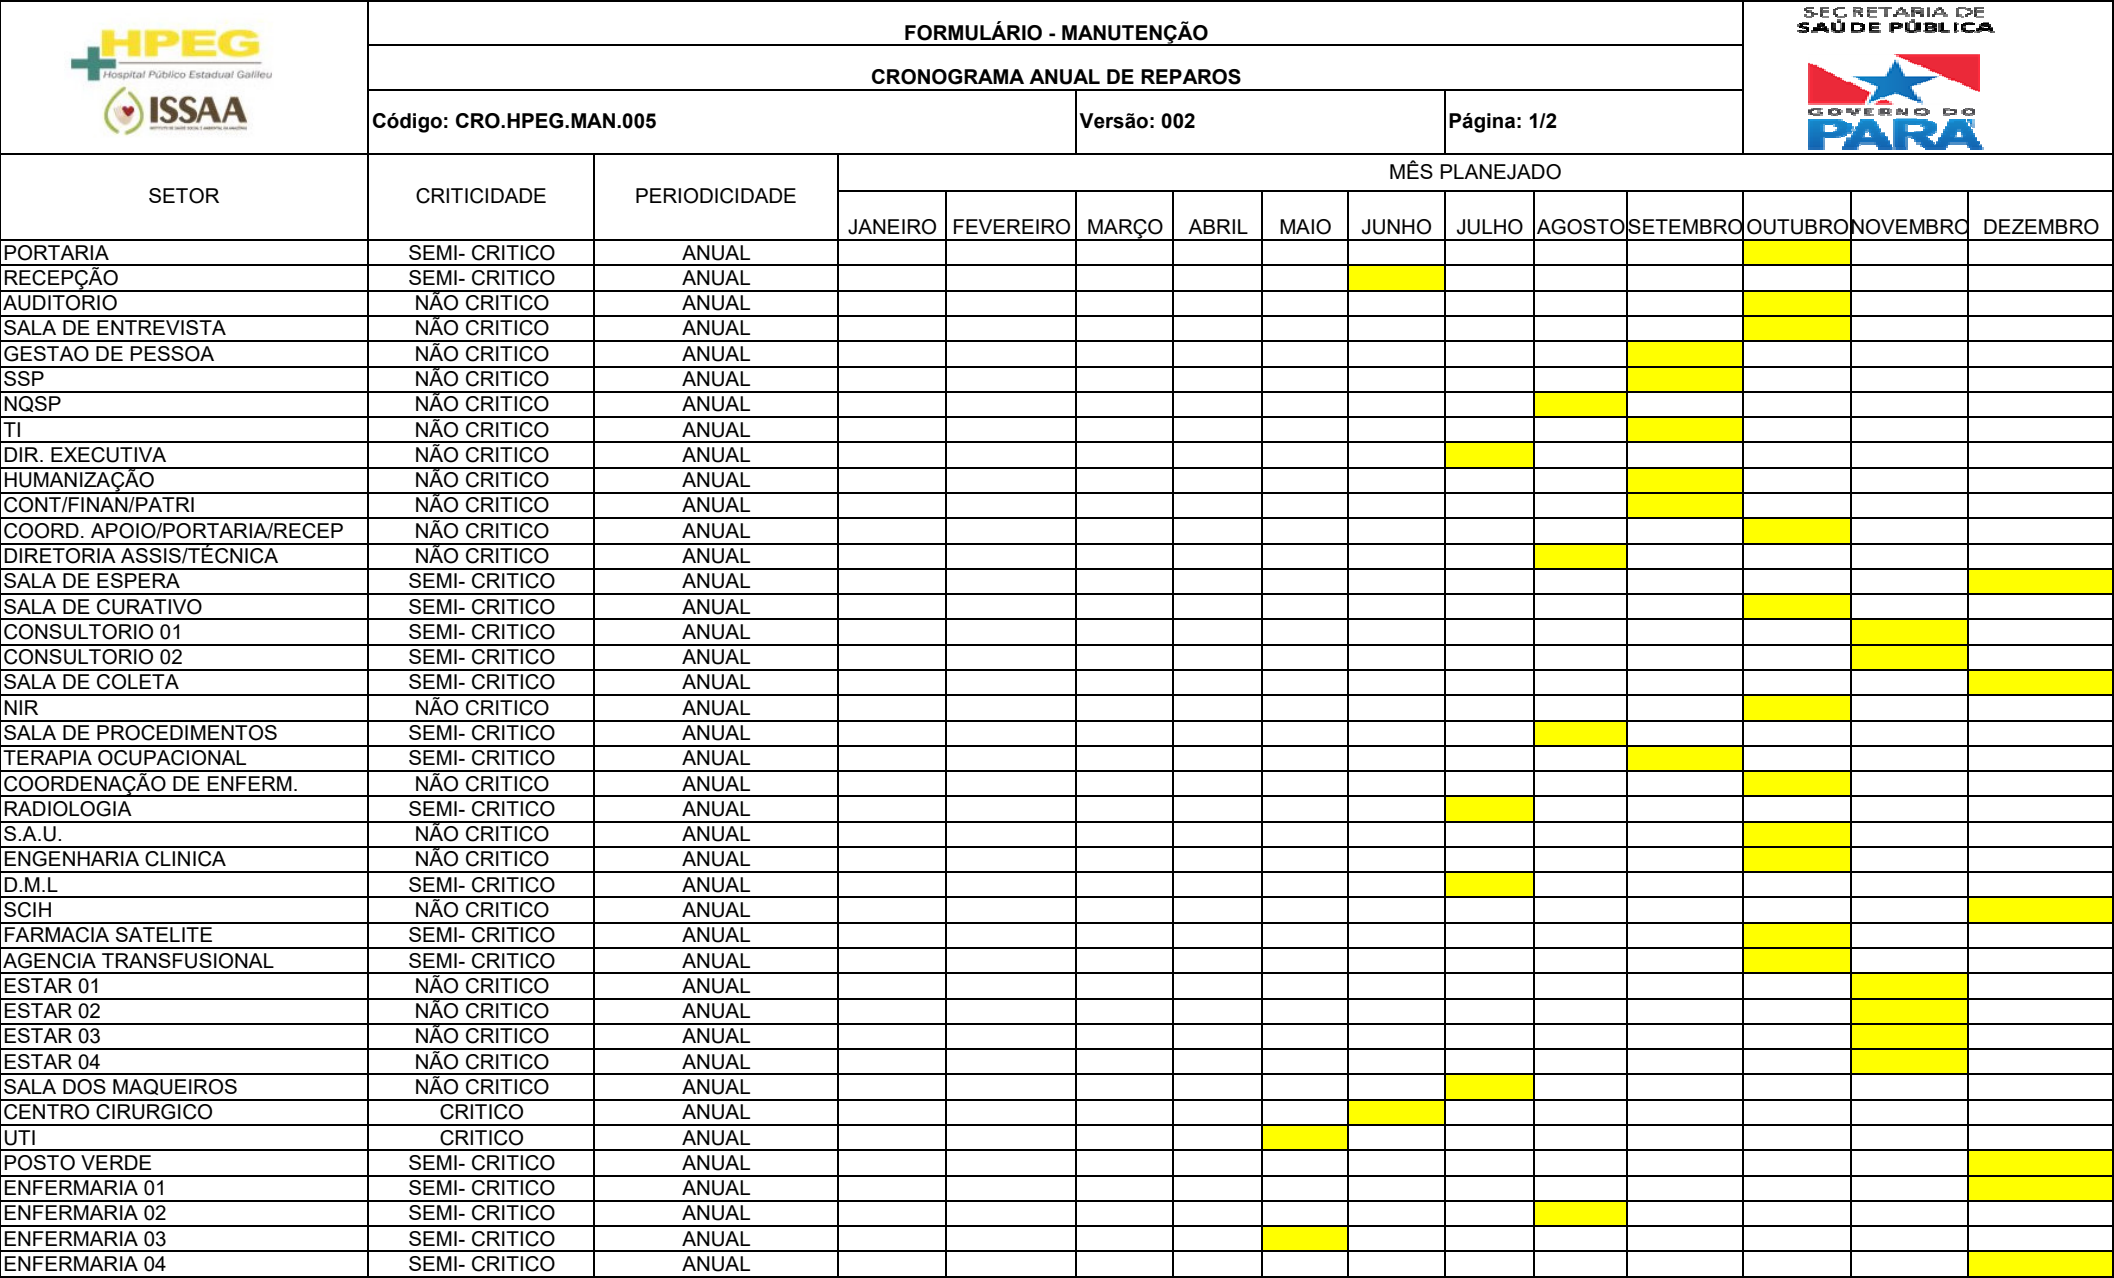 HPEG
Hospital Público Estadual Galileu
ISSAA
FORMULÁRIO - MANUTENÇÃO
CRONOGRAMA ANUAL DE REPAROS
Código: CRO.HPEG.MAN.005 Versão: 002 Página: 1/2
SECRETARIA DE
SAÚDE PÚBLICA
GOVERNO DO
PARÁ
SETOR CRITICIDADE PERIODICIDADE MÊS PLANEJADO
JANEIRO FEVEREIRO MARÇO ABRIL MAIO JUNHO JULHO AGOSTO SETEMBRO OUTUBRO NOVEMBRO DEZEMBRO
PORTARIA SEMI- CRITICO ANUAL
RECEPÇÃO SEMI- CRITICO ANUAL
AUDITORIO NÃO CRITICO ANUAL
SALA DE ENTREVISTA NÃO CRITICO ANUAL
GESTAO DE PESSOA NÃO CRITICO ANUAL
SSP NÃO CRITICO ANUAL
NQSP NÃO CRITICO ANUAL
TI NÃO CRITICO ANUAL
DIR. EXECUTIVA NÃO CRITICO ANUAL
HUMANIZAÇÃO NÃO CRITICO ANUAL
CONT/FINAN/PATRI NÃO CRITICO ANUAL
COORD. APOIO/PORTARIA/RECEP NÃO CRITICO ANUAL
DIRETORIA ASSIS/TÉCNICA NÃO CRITICO ANUAL
SALA DE ESPERA SEMI- CRITICO ANUAL
SALA DE CURATIVO SEMI- CRITICO ANUAL
CONSULTORIO 01 SEMI- CRITICO ANUAL
CONSULTORIO 02 SEMI- CRITICO ANUAL
SALA DE COLETA SEMI- CRITICO ANUAL
NIR NÃO CRITICO ANUAL
SALA DE PROCEDIMENTOS SEMI- CRITICO ANUAL
TERAPIA OCUPACIONAL SEMI- CRITICO ANUAL
COORDENAÇÃO DE ENFERM. NÃO CRITICO ANUAL
RADIOLOGIA SEMI- CRITICO ANUAL
S.A.U. NÃO CRITICO ANUAL
ENGENHARIA CLINICA NÃO CRITICO ANUAL
D.M.L SEMI- CRITICO ANUAL
SCIH NÃO CRITICO ANUAL
FARMACIA SATELITE SEMI- CRITICO ANUAL
AGENCIA TRANSFUSIONAL SEMI- CRITICO ANUAL
ESTAR 01 NÃO CRITICO ANUAL
ESTAR 02 NÃO CRITICO ANUAL
ESTAR 03 NÃO CRITICO ANUAL
ESTAR 04 NÃO CRITICO ANUAL
SALA DOS MAQUEIROS NÃO CRITICO ANUAL
CENTRO CIRURGICO CRITICO ANUAL
UTI CRITICO ANUAL
POSTO VERDE SEMI- CRITICO ANUAL
ENFERMARIA 01 SEMI- CRITICO ANUAL
ENFERMARIA 02 SEMI- CRITICO ANUAL
ENFERMARIA 03 SEMI- CRITICO ANUAL
ENFERMARIA 04 SEMI- CRITICO ANUAL